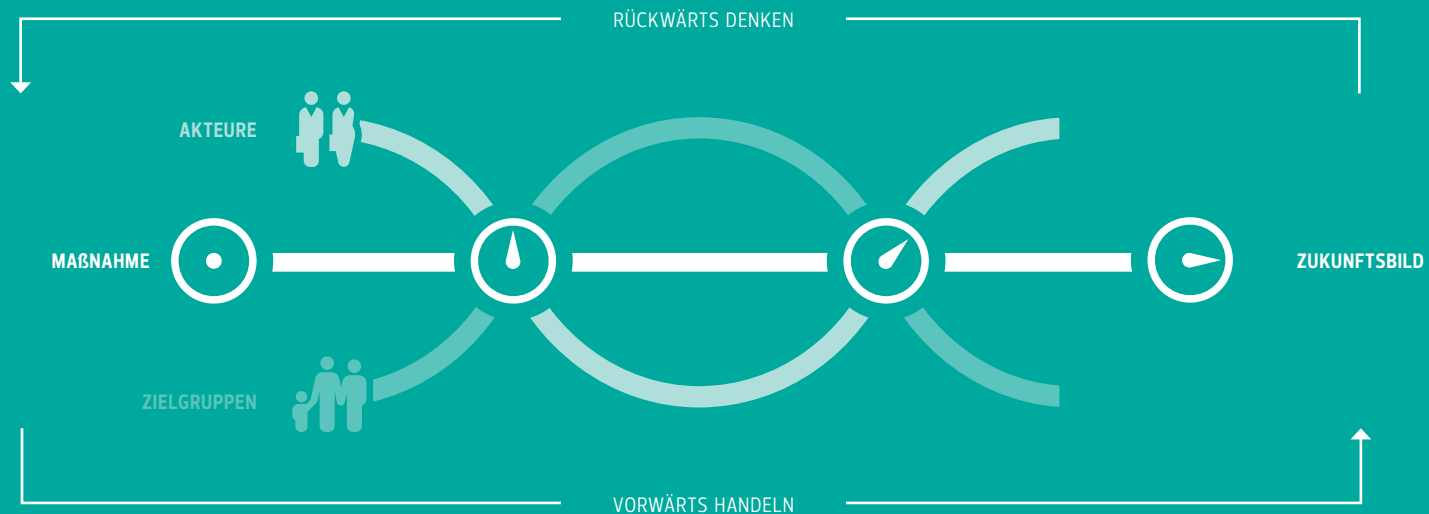 RÜCKWÄRTS DENKEN
AKTEURE
MAßNAHME
ZUKUNFTSBILD
ZIELGRUPPEN
VORWÄRTS HANDELN